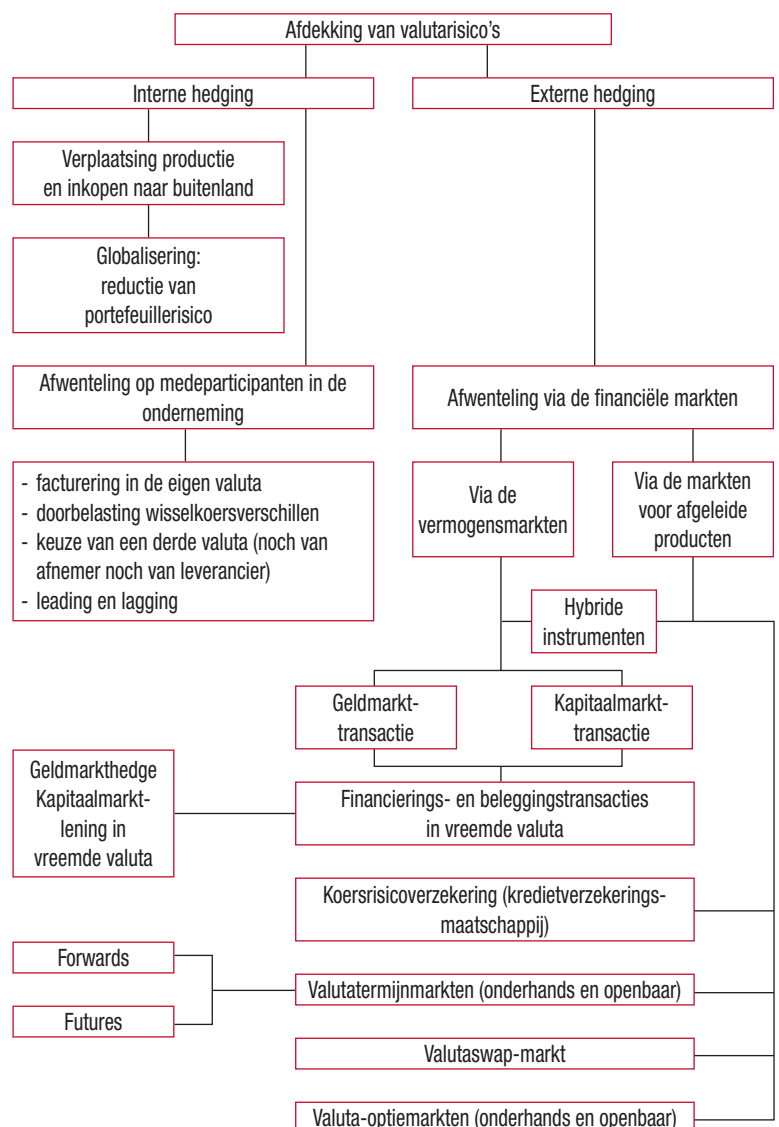 Afdekking van valutarisico's
Interne hedging
Externe hedging
Verplaatsing productie
en inkopen naar buitenland
Globalisering:
reductie van
portefeuillerisico
Afwenteling op medeparticipanten in de
onderneming
Afwenteling via de financiële markten
- facturering in de eigen valuta
- doorbelasting wisselkoersverschillen
- keuze van een derde valuta (noch van
afnemer noch van leverancier)
- leading en lagging
Via de
vermogensmarkten
Via de markten
voor afgeleide
producten
Hybride
instrumenten
Geldmarkt-
transactie
Kapitaalmarkt-
transactie
Geldmarkthedge
Kapitaalmarkt-
lening in
vreemde valuta
Financierings- en beleggingstransacties
in vreemde valuta
Koersrisicoverzekering (kredietverzekerings-
maatschappij)
Forwards
Futures
Valutatermijnmarkten (onderhands en openbaar)
Valutaswap-markt
Valuta-optiemarkten (onderhands en openbaar)